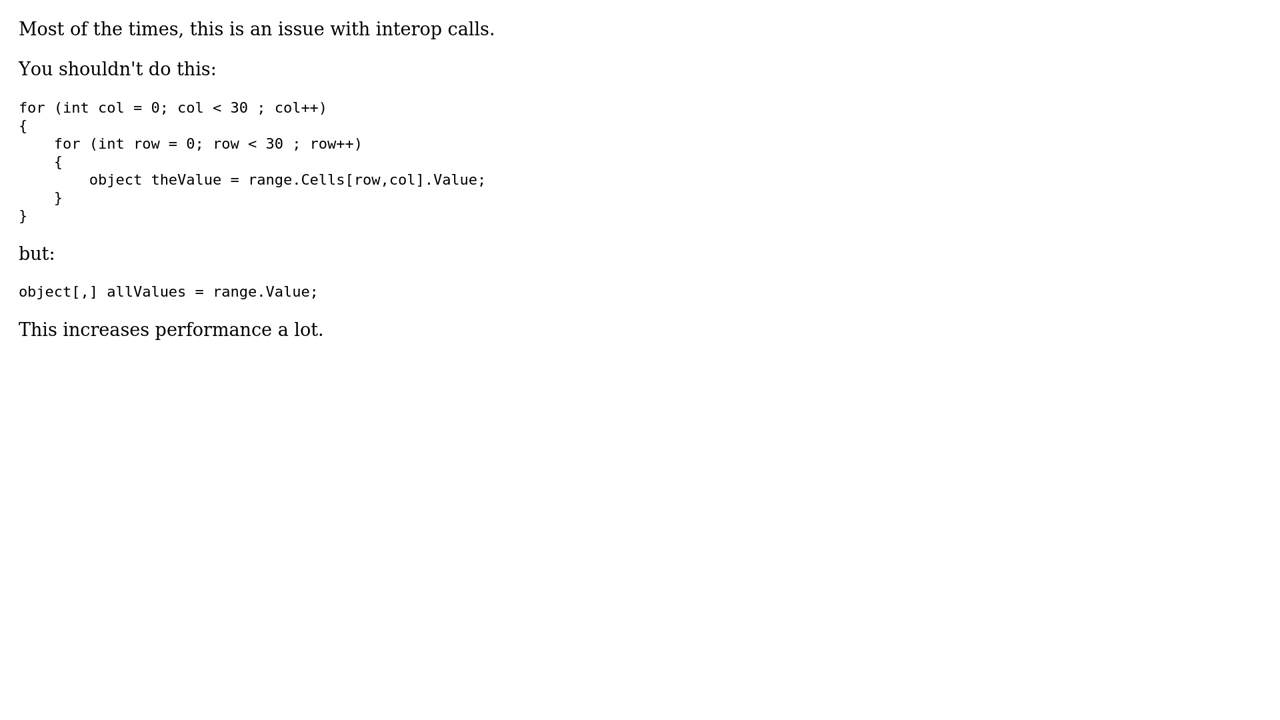 Most of the times, this is an issue with interop calls.
You shouldn't do this:
for (int col = 0; col < 30 ; col++)
{
    for (int row = 0; row < 30 ; row++)
    {
        object theValue = range.Cells[row,col].Value;
    }
}
but:
object[,] allValues = range.Value;
This increases performance a lot.